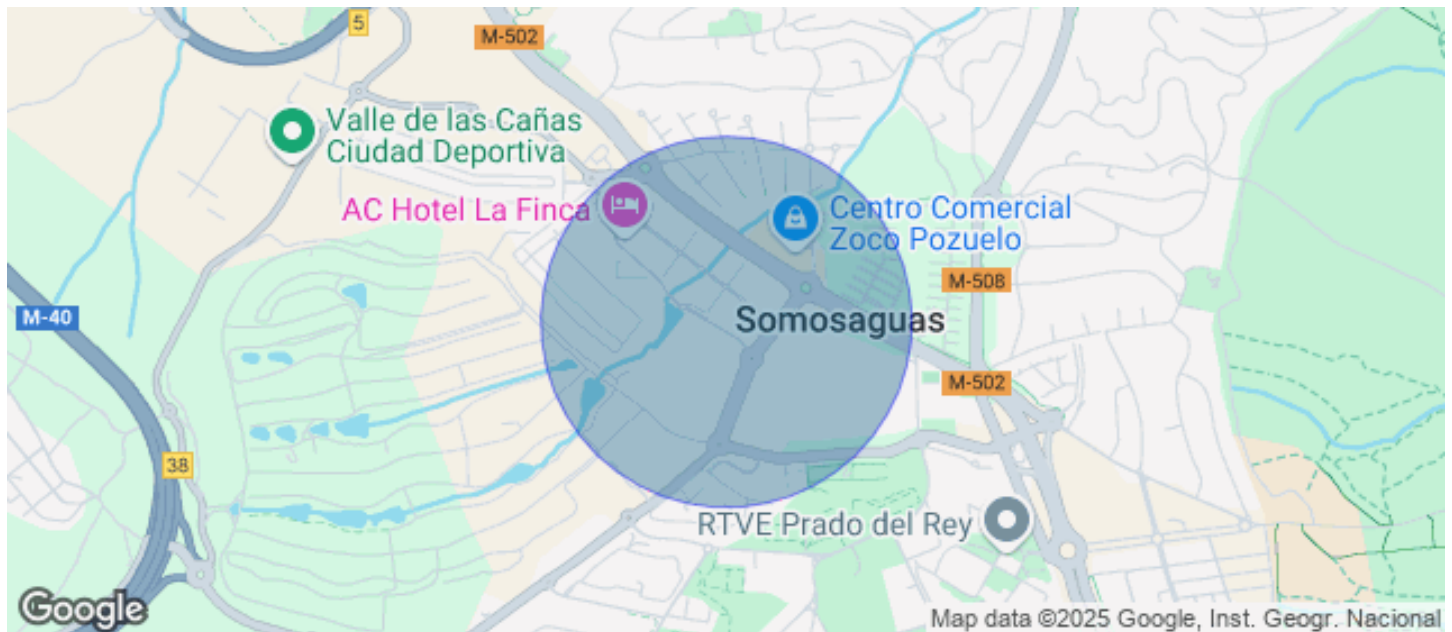 5
M-502
Valle de las Cañas
Ciudad Deportiva
AC Hotel La Finca
Centro Comercial
Zoco Pozuelo
M-508
M-40
Somosaguas
M-502
38
RTVE Prado del Rey
Google
Map data ©2025 Google, Inst. Geogr. Nacional